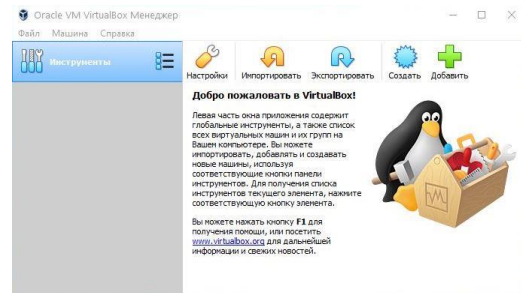 Oracle VM VirtualBox Менеджер
Файл Машина Справка
Инструменты
Настройки Импортировать Экспортировать Создать Добавить
Добро пожаловать в VirtualBox!
Левая часть окна приложения содержит
глобальные инструменты, а также список
всех виртуальных машин и их групп на
Вашем компьютере. Вы можете
импортировать, добавлять и создавать
новые машины, используя
соответствующие кнопки панели
инструментов. Для получения списка
инструментов текущего элемента, нажмите
соответствующую кнопку элемента.
Вы можете нажать кнопку F1 для
получения помощи, или посетить
www.virtualbox.org для дальнейшей
информации и свежих новостей.